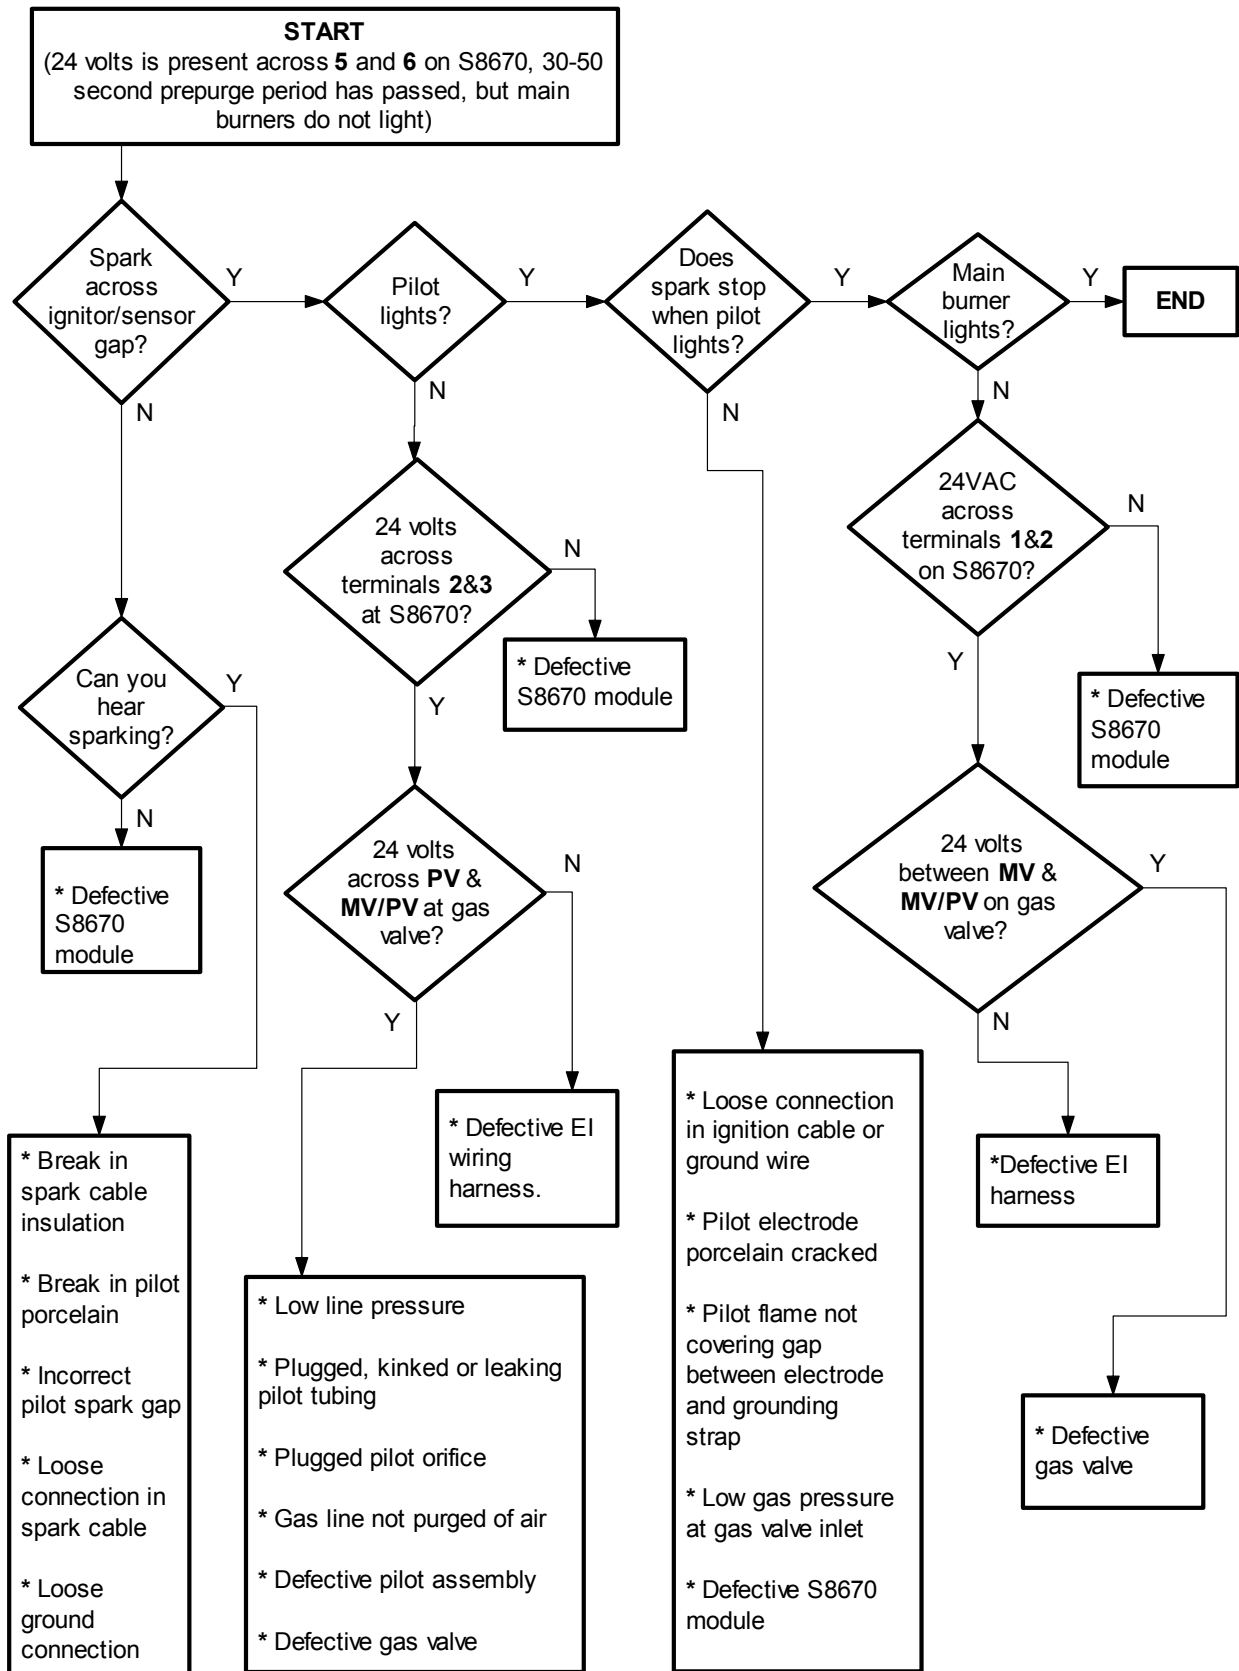 START
(24 volts is present across 5 and 6 on S8670, 30-50
second prepurge period has passed, but main
burners do not light)
Spark
across
ignitor/sensor
gap?
Y
N
Pilot
lights?
Y
N
Does
spark stop
when pilot
lights?
Y
N
Main
burner
lights?
Y
N
END
24 volts
across
terminals 2&3
at S8670?
N
Y
* Defective
S8670 module
24VAC
across
terminals 1&2
on S8670?
N
Y
* Defective
S8670
module
Can you
hear
sparking?
Y
N
* Defective
S8670
module
24 volts
across PV &
MV/PV at gas
valve?
N
Y
24 volts
between MV &
MV/PV on gas
valve?
Y
N
* Break in
spark cable
insulation
* Break in pilot
porcelain
* Incorrect
pilot spark gap
* Loose
connection in
spark cable
* Loose
ground
connection
* Low line pressure
* Plugged, kinked or leaking
pilot tubing
* Plugged pilot orifice
* Gas line not purged of air
* Defective pilot assembly
* Defective gas valve
* Defective EI
wiring
harness.
* Loose connection
in ignition cable or
ground wire
* Pilot electrode
porcelain cracked
* Pilot flame not
covering gap
between electrode
and grounding
strap
* Low gas pressure
at gas valve inlet
* Defective S8670
module
*Defective EI
harness
* Defective
gas valve